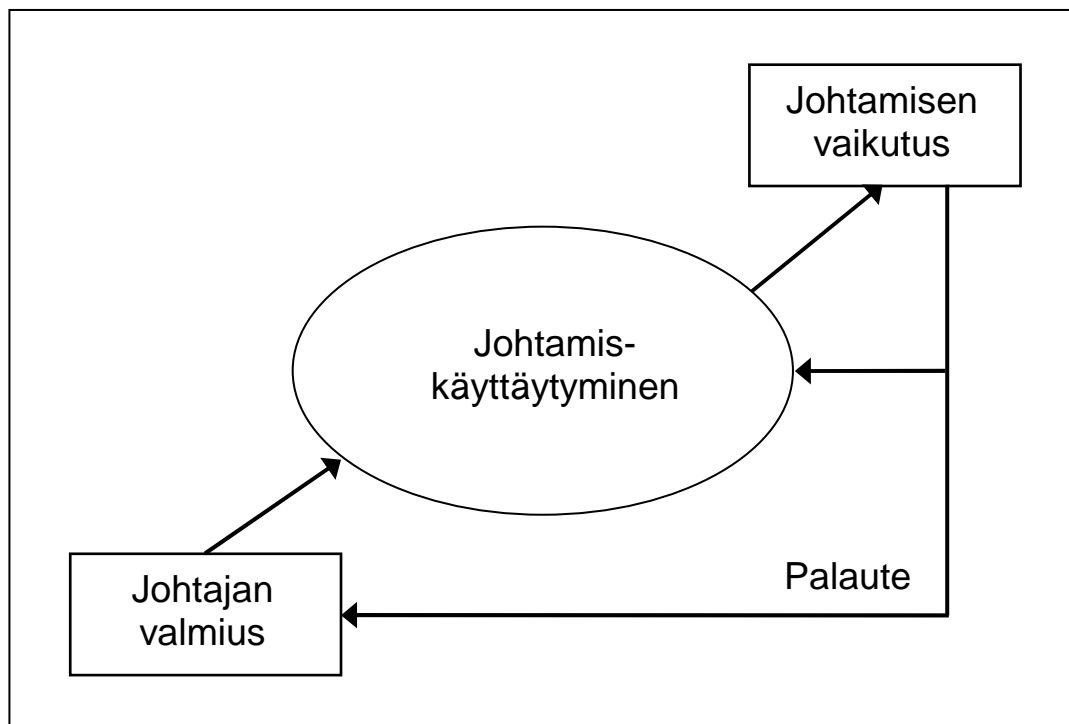 Johtamisen
vaikutus
Johtamis-
käyttäytyminen
Palaute
Johtajan
valmius